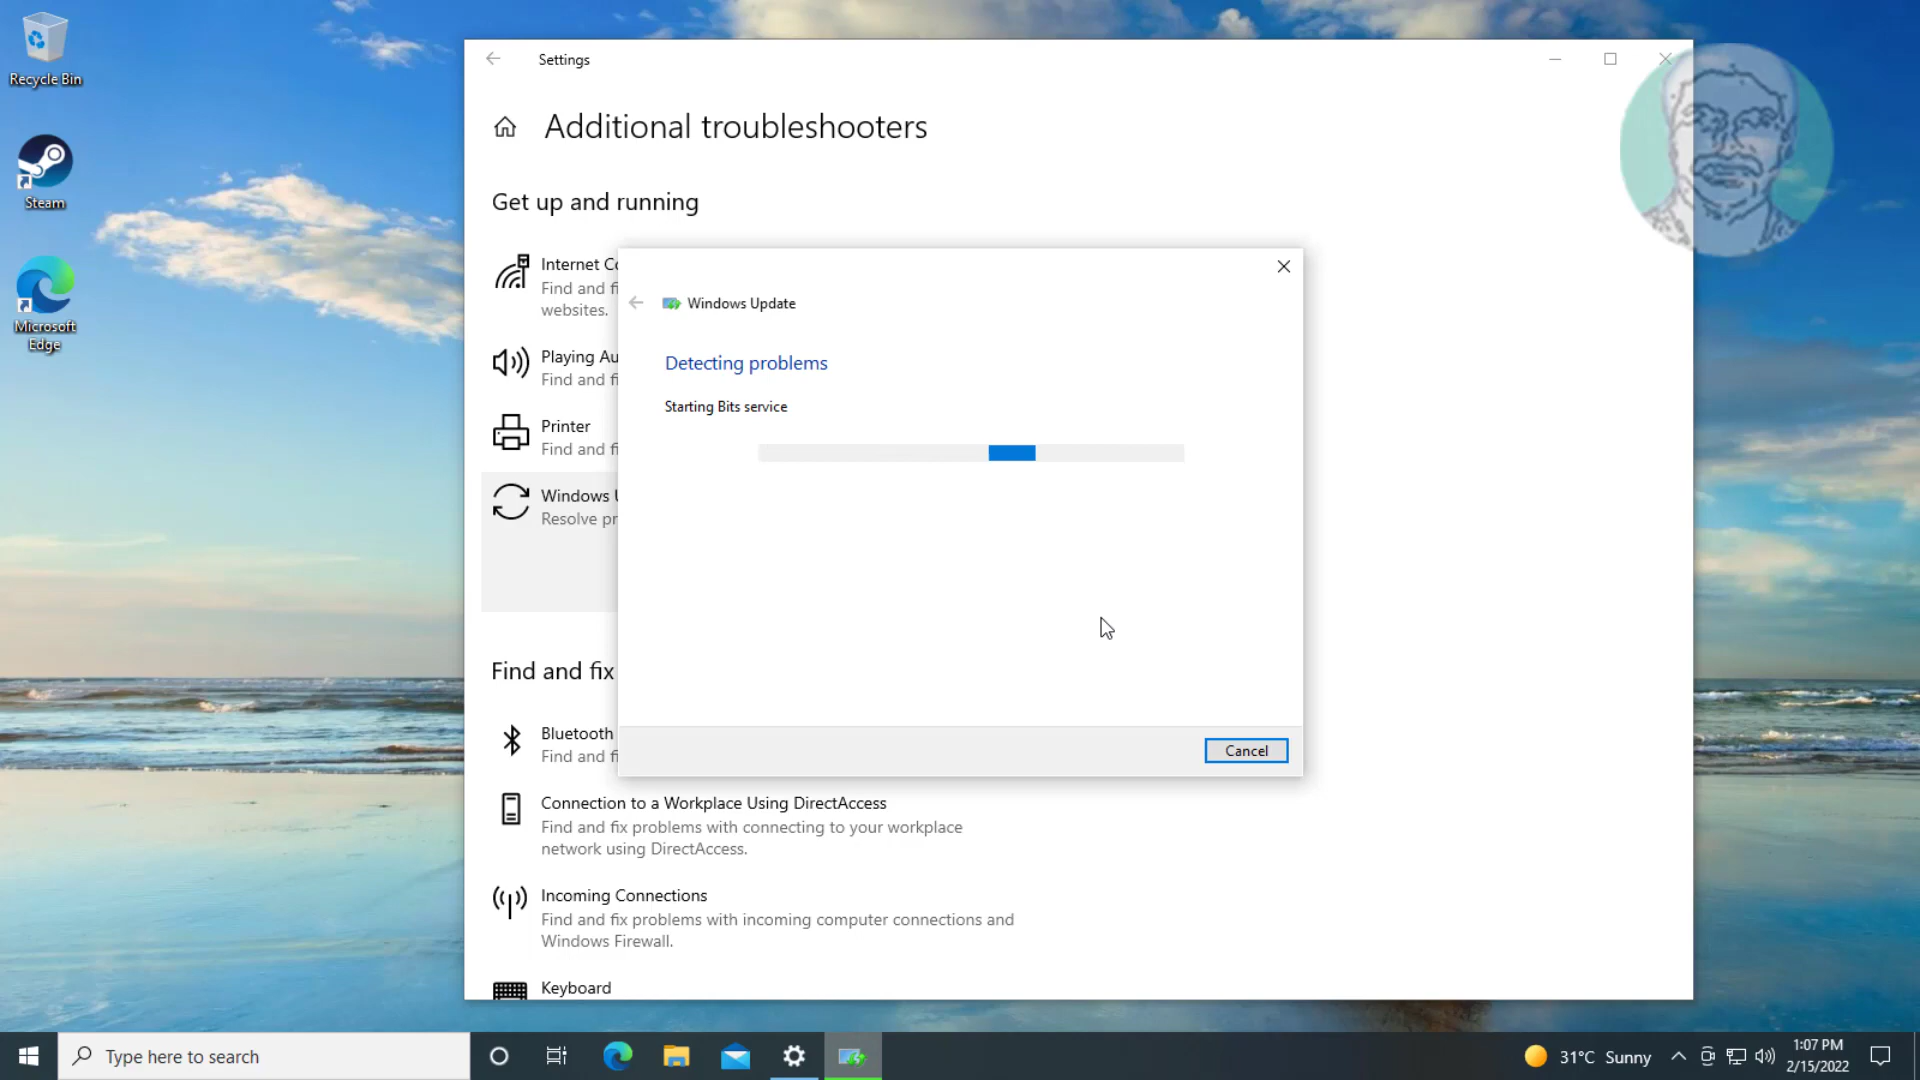 Recycle Bin
Steam
Microsoft
Edge
Settings
Additional troubleshooters
Get up and running
Internet Co
Find and fi
websites.
Playing Au
Find and fi
Printer
Find and fi
Windows U
Resolve pr
Find and fix
Bluetooth
Find and fi
Windows Update
Detecting problems
Starting Bits service
Cancel
Connection to a Workplace Using DirectAccess
Find and fix problems with connecting to your workplace
network using DirectAccess.
Incoming Connections
Find and fix problems with incoming computer connections and
Windows Firewall.
Keyboard
Type here to search
31°C Sunny
1:07 PM
2/15/2022